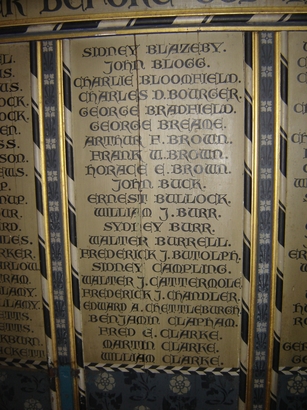 BEFORE
SIDNEY BLAZEBY.
JOHN BLOGG.
CHARLIE BLOOMFIELD.
CHARLES D. BOURGER.
GEORGE BRADFIELD.
GEORGE BREAME.
ARTHUR F. BROWN.
FRANK W. BROWN.
HORACE E. BROWN.
JOHN BUCK.
ERNEST BULLOCK.
WILLIAM J. BURR.
SYDNEY BURR.
WALTER BURRELL.
FREDERICK J. BUTOLPH.
SIDNEY CAMPLING.
WALTER J. CATTERMOLE
FREDERICK J. CHANDLER.
EDWARD A. CHETTLEBURGH.
BENJAMIN CLAPHAM.
FRED E. CLARKE.
MARTIN CLARKE.
WILLIAM CLARKE.